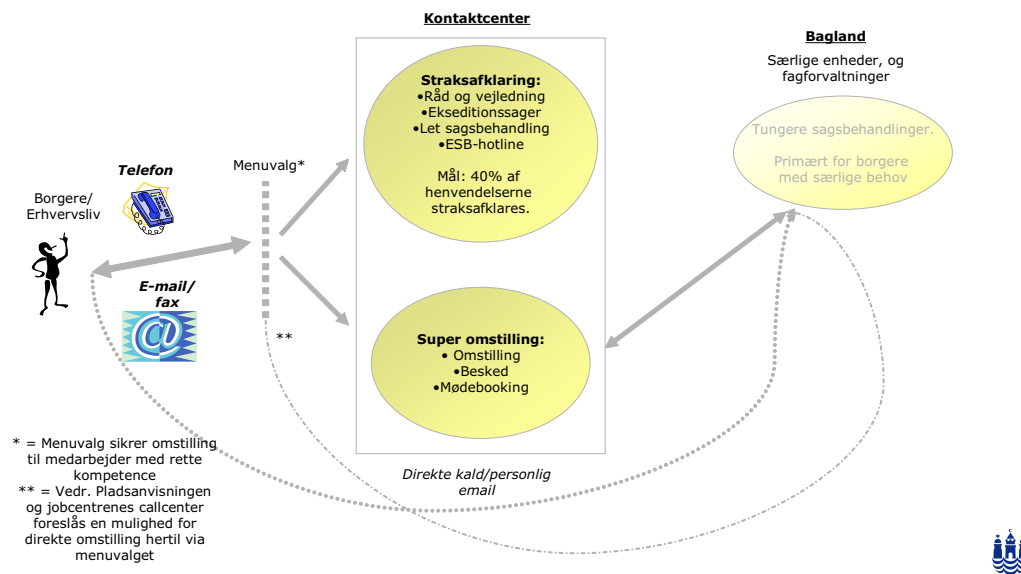 Kontaktcenter
Bagland
Særlige enheder, og
fagforvaltninger
Straksafklaring:
•Råd og vejledning
•Ekseditionssager
•Let sagsbehandling
•ESB-hotline
Mål: 40% af
henvendelserne
straksafklares.
Tungere sagsbehandlinger.
Primært for borgere
med særlige behov
Menuvalg*
Telefon
Borgere/
Erhvervsliv
E-mail/
fax
@
**
Super omstilling:
• Omstilling
•Besked
•Mødebooking
Direkte kald/personlig
email
* = Menuvalg sikrer omstilling
til medarbejder med rette
kompetence
** = Vedr. Pladsanvisningen
og jobcentrenes callcenter
foreslås en mulighed for
direkte omstilling hertil via
menuvalget